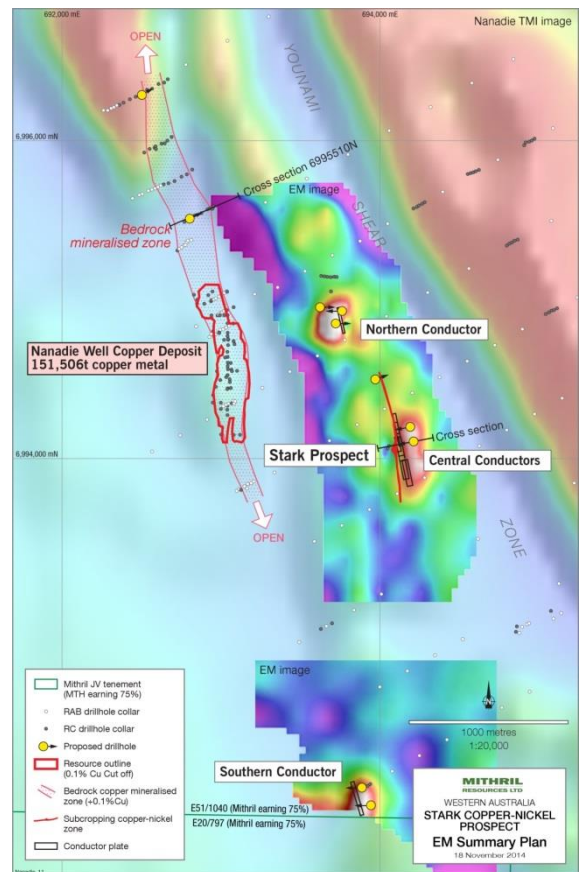 692,000 mE
694,000 mE
Nanadie TMI image
OPEN
YOUNAMI
6,996,000 mN
Cross section 6995510N
EM image
SHEAR
Bedrock
mineralised zone
Northern Conductor
Nanadie Well Copper Deposit
151,506t copper metal
Cross section
Stark Prospect
Central Conductors
6,994,000 mN
ZONE
OPEN
EM image
Mithril JV tenement
(MTH earning 75%)
RAB drillhole collar
RC drillhole collar
Proposed drillhole
Resource outline
(0.1% Cu Cut off)
Bedrock copper mineralised
zone (+0.1%Cu)
Subcropping copper-nickel
zone
Conductor plate
1000 metres
1:20,000
Southern Conductor
E51/1040 (Mithril earning 75%)
E20/797 (Mithril earning 75%)
MITHRIL
RESOURCES LTD
WESTERN AUSTRALIA
STARK COPPER-NICKEL
PROSPECT
EM Summary Plan
18 November 2014